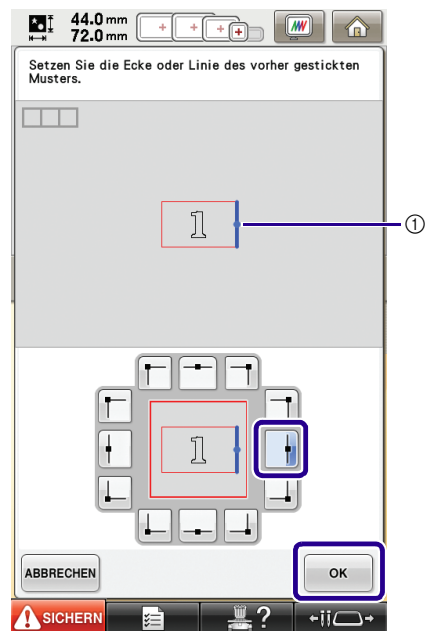 44.0 mm
72.0 mm
Setzen Sie die Ecke oder Linie des vorher gestickten
Musters.
1
①
1
ABBRECHEN
OK
SICHERN
?